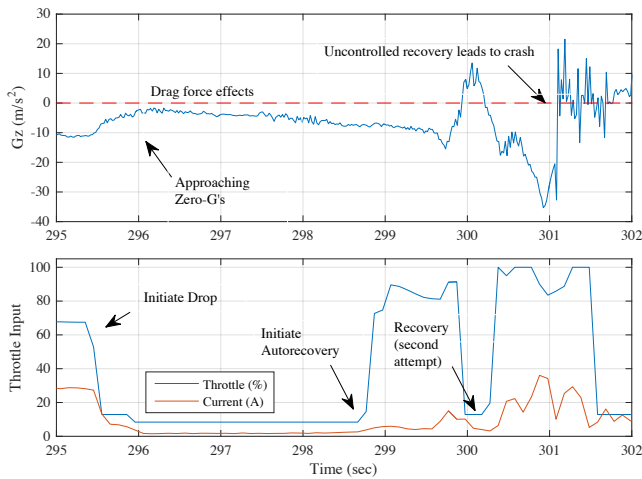 30
20
10
0
-10
-20
-30
-40
Gz (m/s²)
Uncontrolled recovery leads to crash
Drag force effects
Approaching
Zero-G's
295 296 297 298 299 300 301 302
100
80
60
40
20
0
Throttle Input
Initiate Drop
Initiate
Autorecovery
Recovery
(second
attempt)
Throttle (%)
Current (A)
295 296 297 298 299 300 301 302
Time (sec)